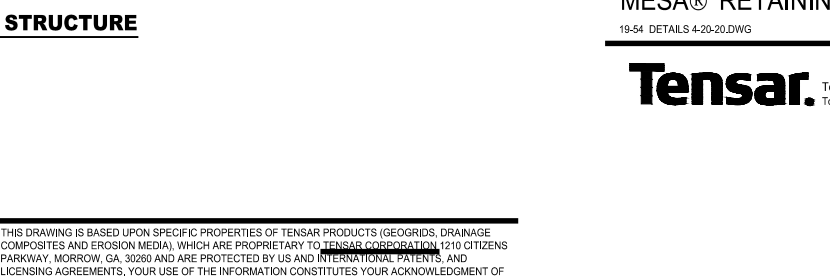 STRUCTURE
MESA® RETAININ
19-54 DETAILS 4-20-20.DWG
Tensar.
THIS DRAWING IS BASED UPON SPECIFIC PROPERTIES OF TENSAR PRODUCTS (GEOGRIDS, DRAINAGE
COMPOSITES AND EROSION MEDIA), WHICH ARE PROPRIETARY TO TENSAR CORPORATION 1210 CITIZENS
PARKWAY, MORROW, GA, 30260 AND ARE PROTECTED BY US AND INTERNATIONAL PATENTS, AND
LICENSING AGREEMENTS, YOUR USE OF THE INFORMATION CONSTITUTES YOUR ACKNOWLEDGMENT OF